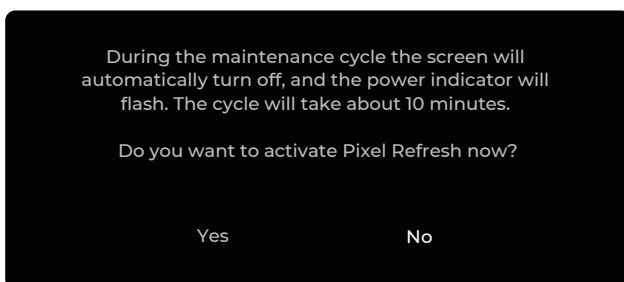 During the maintenance cycle the screen will
automatically turn off, and the power indicator will
flash. The cycle will take about 10 minutes.
Do you want to activate Pixel Refresh now?
Yes No